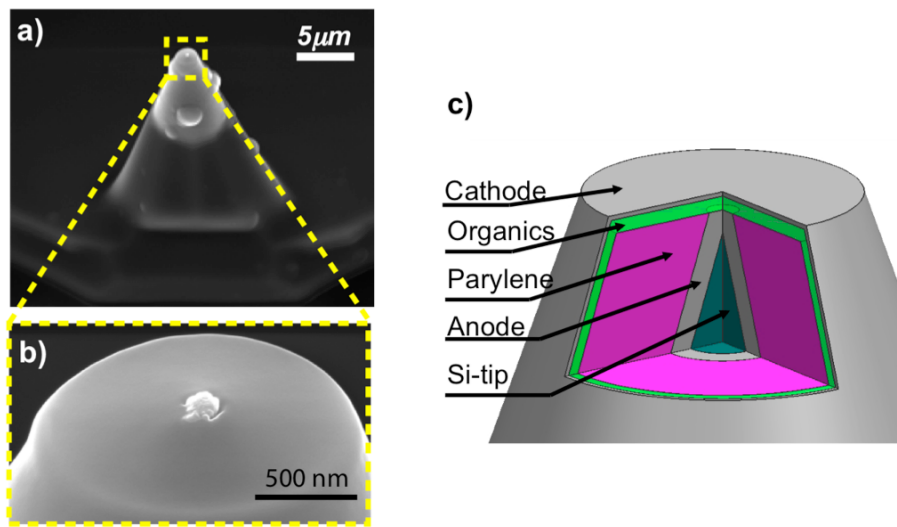 a)
5μm
b)
500 nm
c)
Cathode
Organics
Parylene
Anode
Si-tip